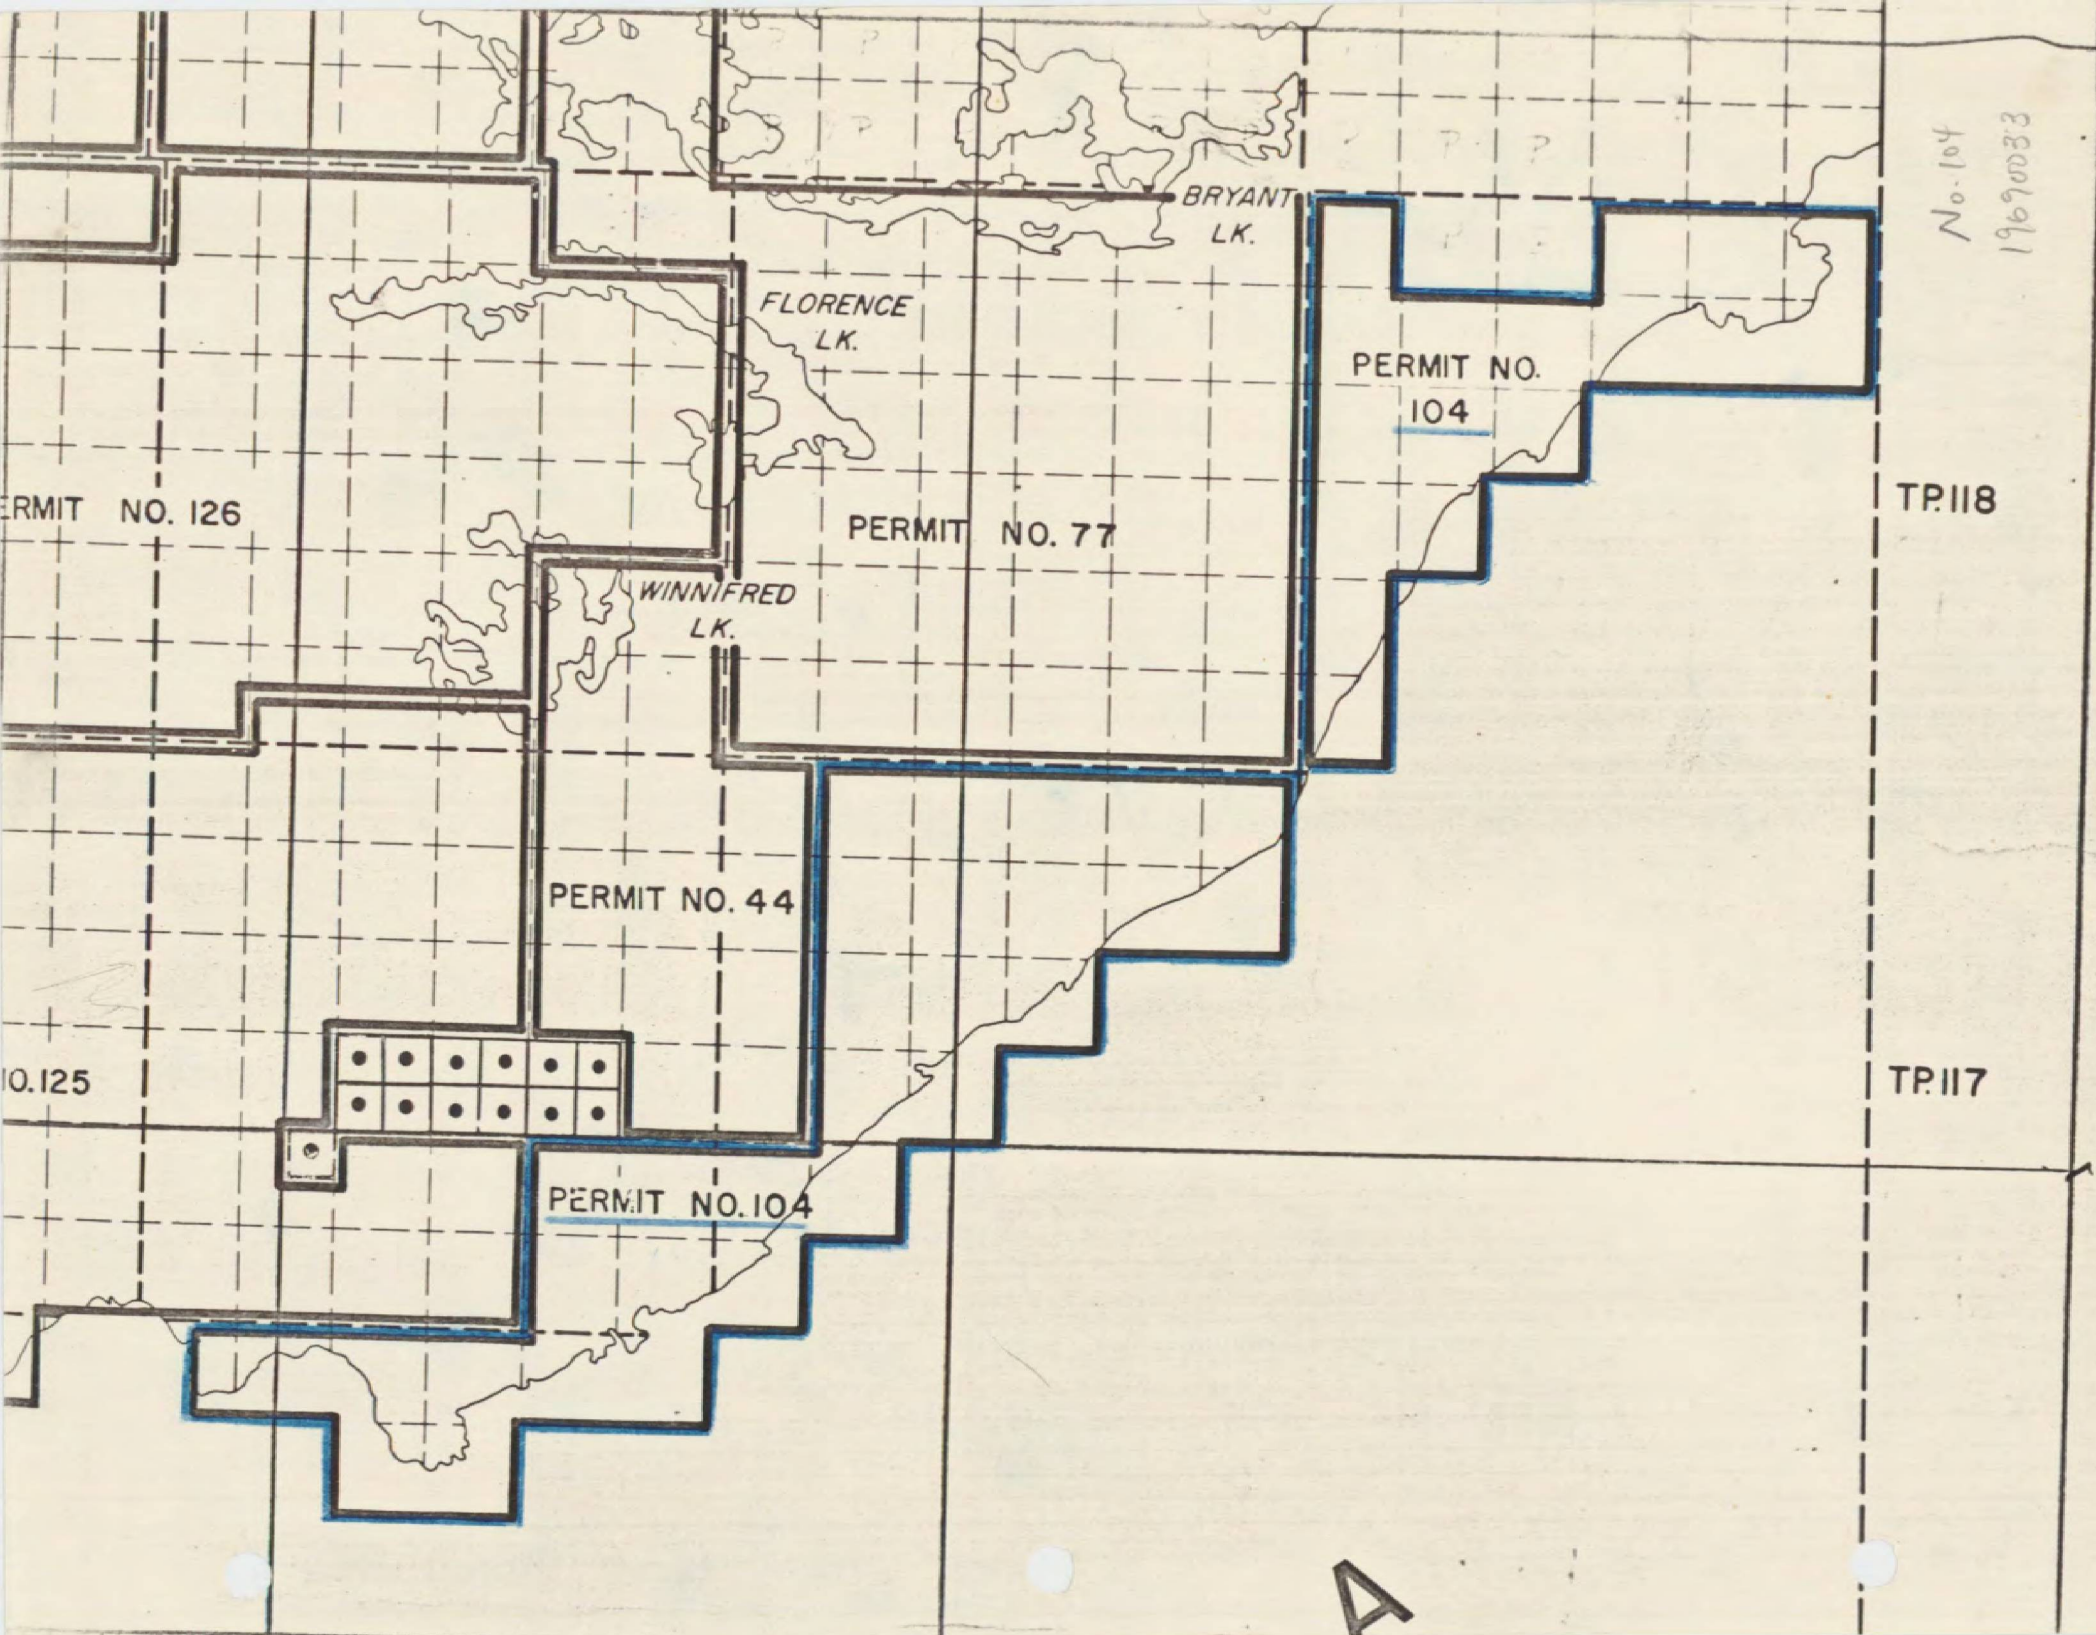 BRYANT
LK.
No. 104
19690033
FLORENCE
LK.
PERMIT NO.
104
ERMIT NO. 126
PERMIT NO. 77
TP.118
WINNIFRED
LK.
PERMIT NO. 44
O.125
TP.117
PERMIT NO.104
A